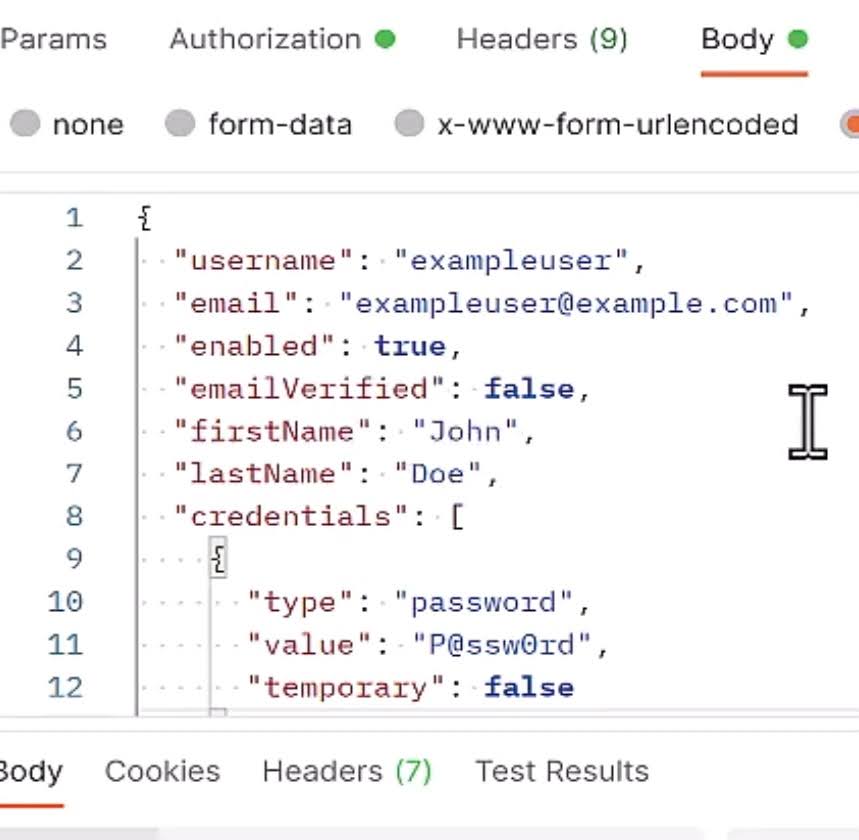 Params Authorization Headers (9) Body
none form-data x-www-form-urlencoded
1 {
2 "username": "exampleuser",
3 "email": "exampleuser@example.com",
4 "enabled": true,
5 "emailVerified": false,
6 "firstName": "John",
7 "lastName": "Doe",
8 "credentials": [
9 {
10 "type": "password",
11 "value": "P@ssw0rd",
12 "temporary": false
Body Cookies Headers (7) Test Results